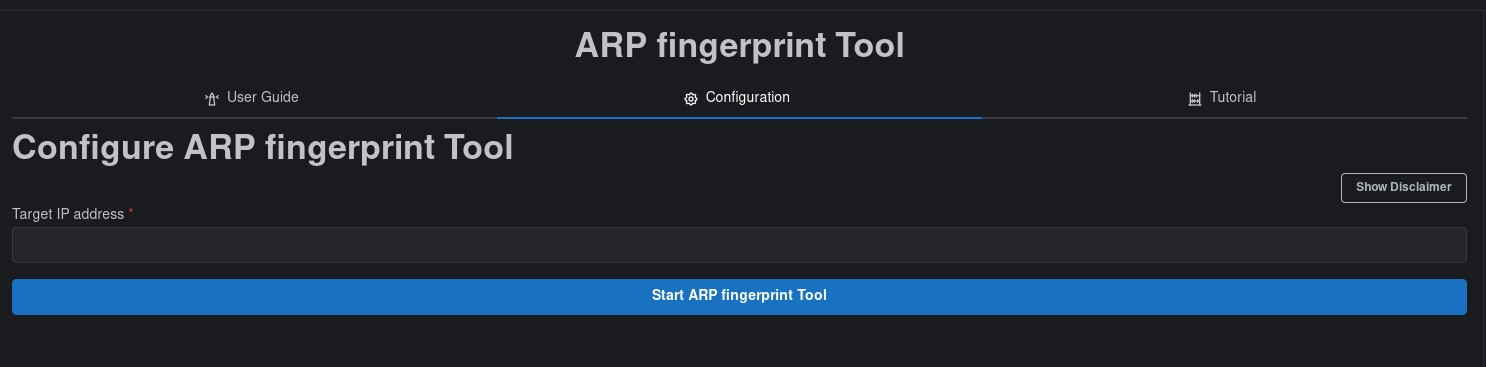 ARP fingerprint Tool
User Guide
Configuration
Tutorial
Configure ARP fingerprint Tool
Show Disclaimer
Target IP address *
Start ARP fingerprint Tool